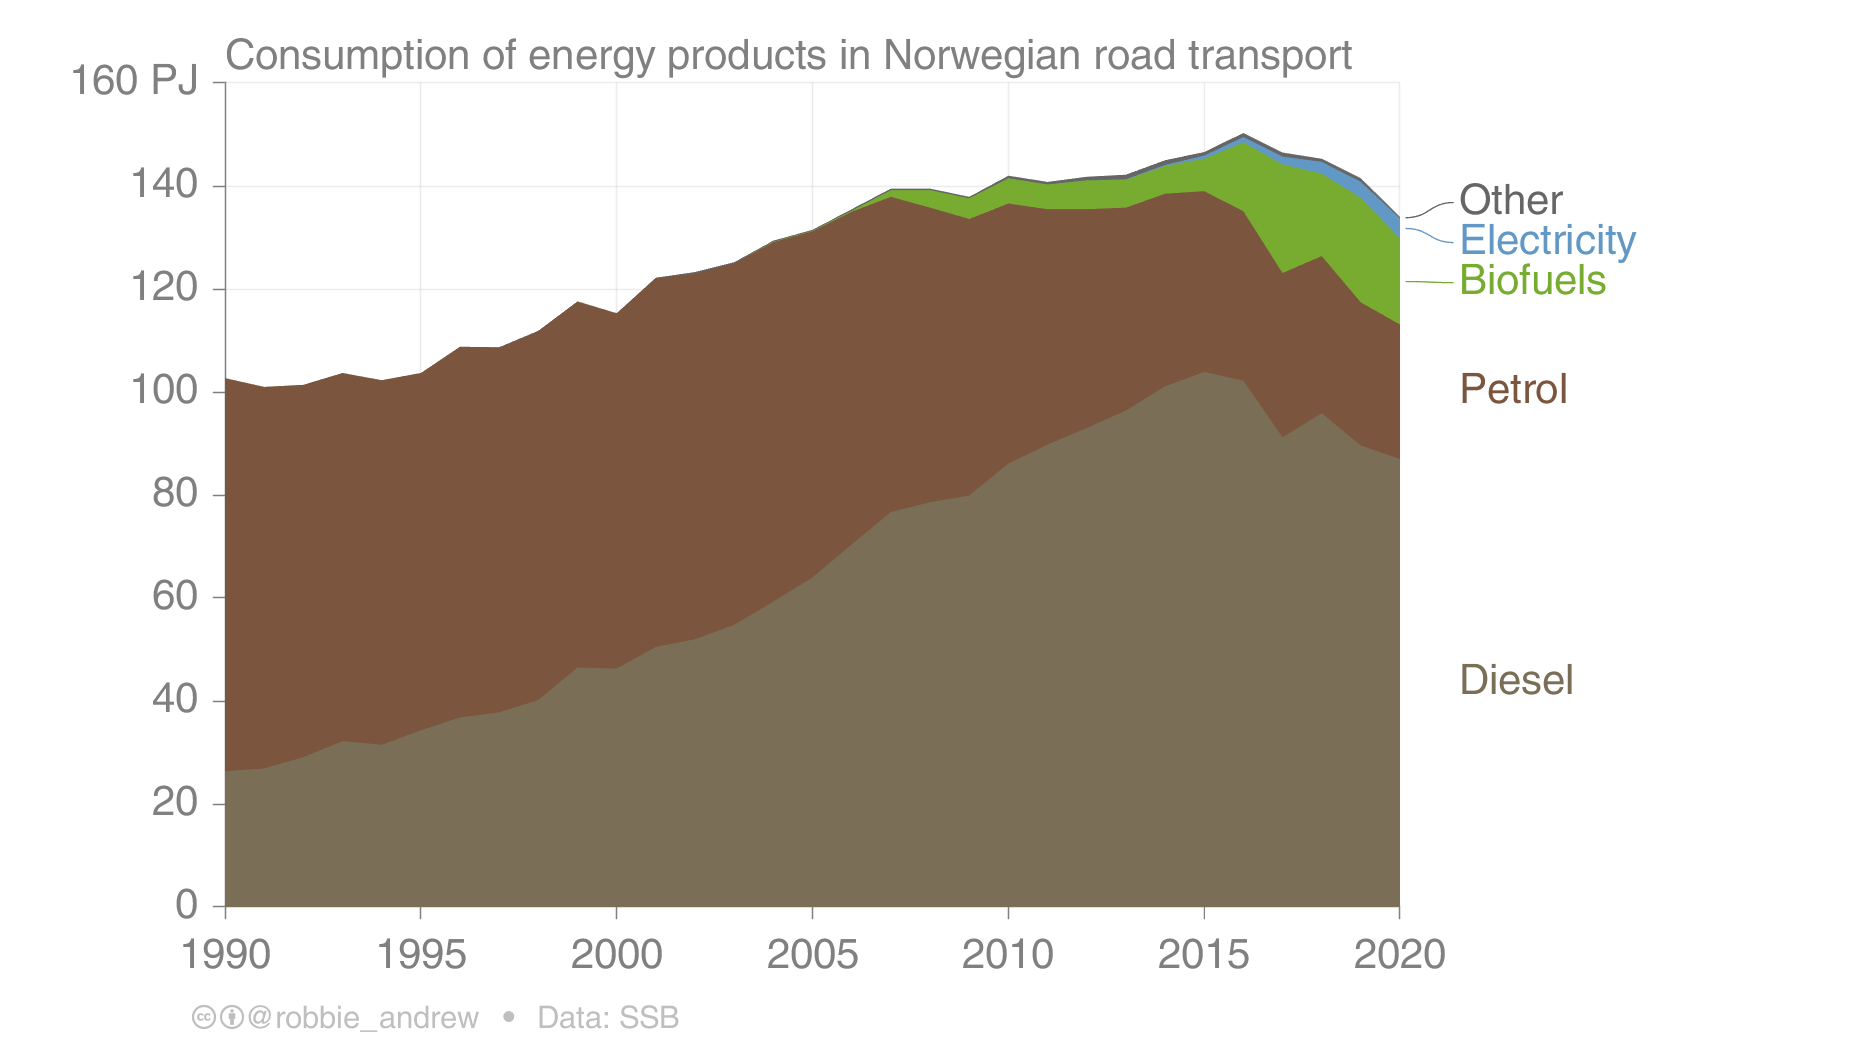 Consumption of energy products in Norwegian road transport
160 PJ
140
120
100
80
60
40
20
0
Other
Electricity
Biofuels
Petrol
Diesel
1990 1995 2000 2005 2010 2015 2020
cc @robbie_andrew • Data: SSB